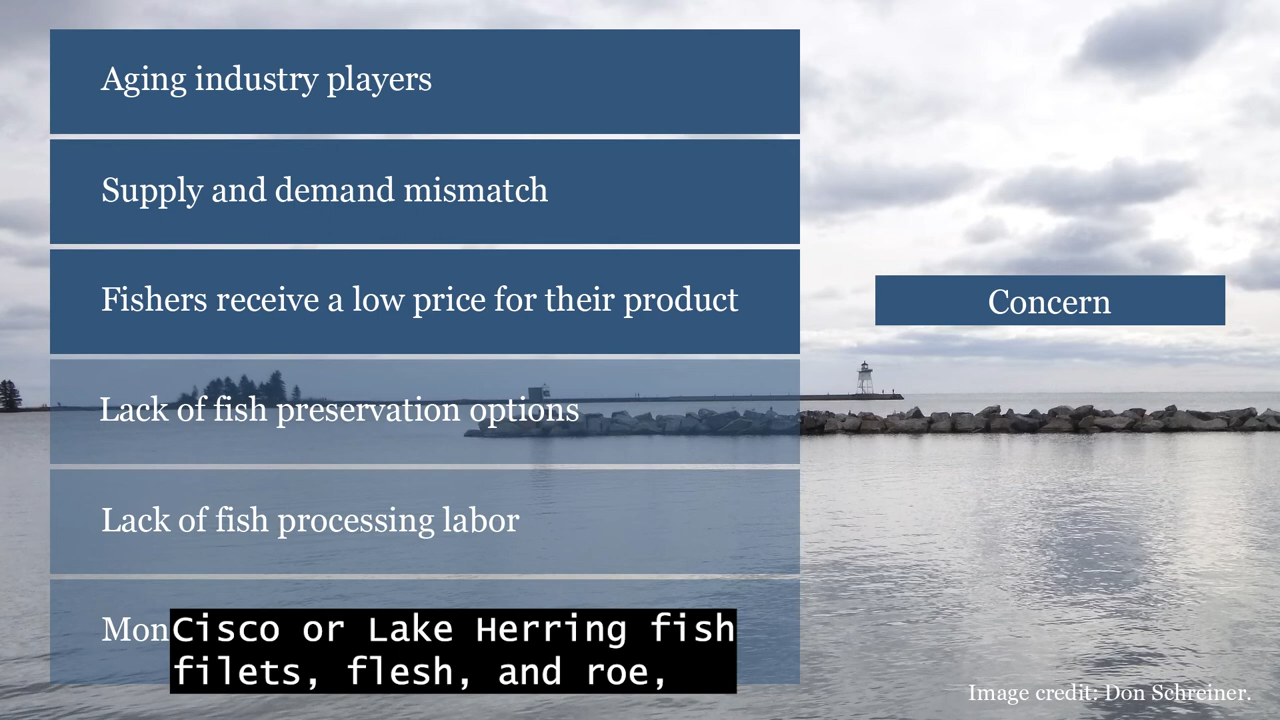 Aging industry players
Supply and demand mismatch
Fishers receive a low price for their product
Concern
Lack of fish preservation options
Lack of fish processing labor
Mon
Cisco or Lake Herring fish
filets, flesh, and roe,
Image credit: Don Schreiner.